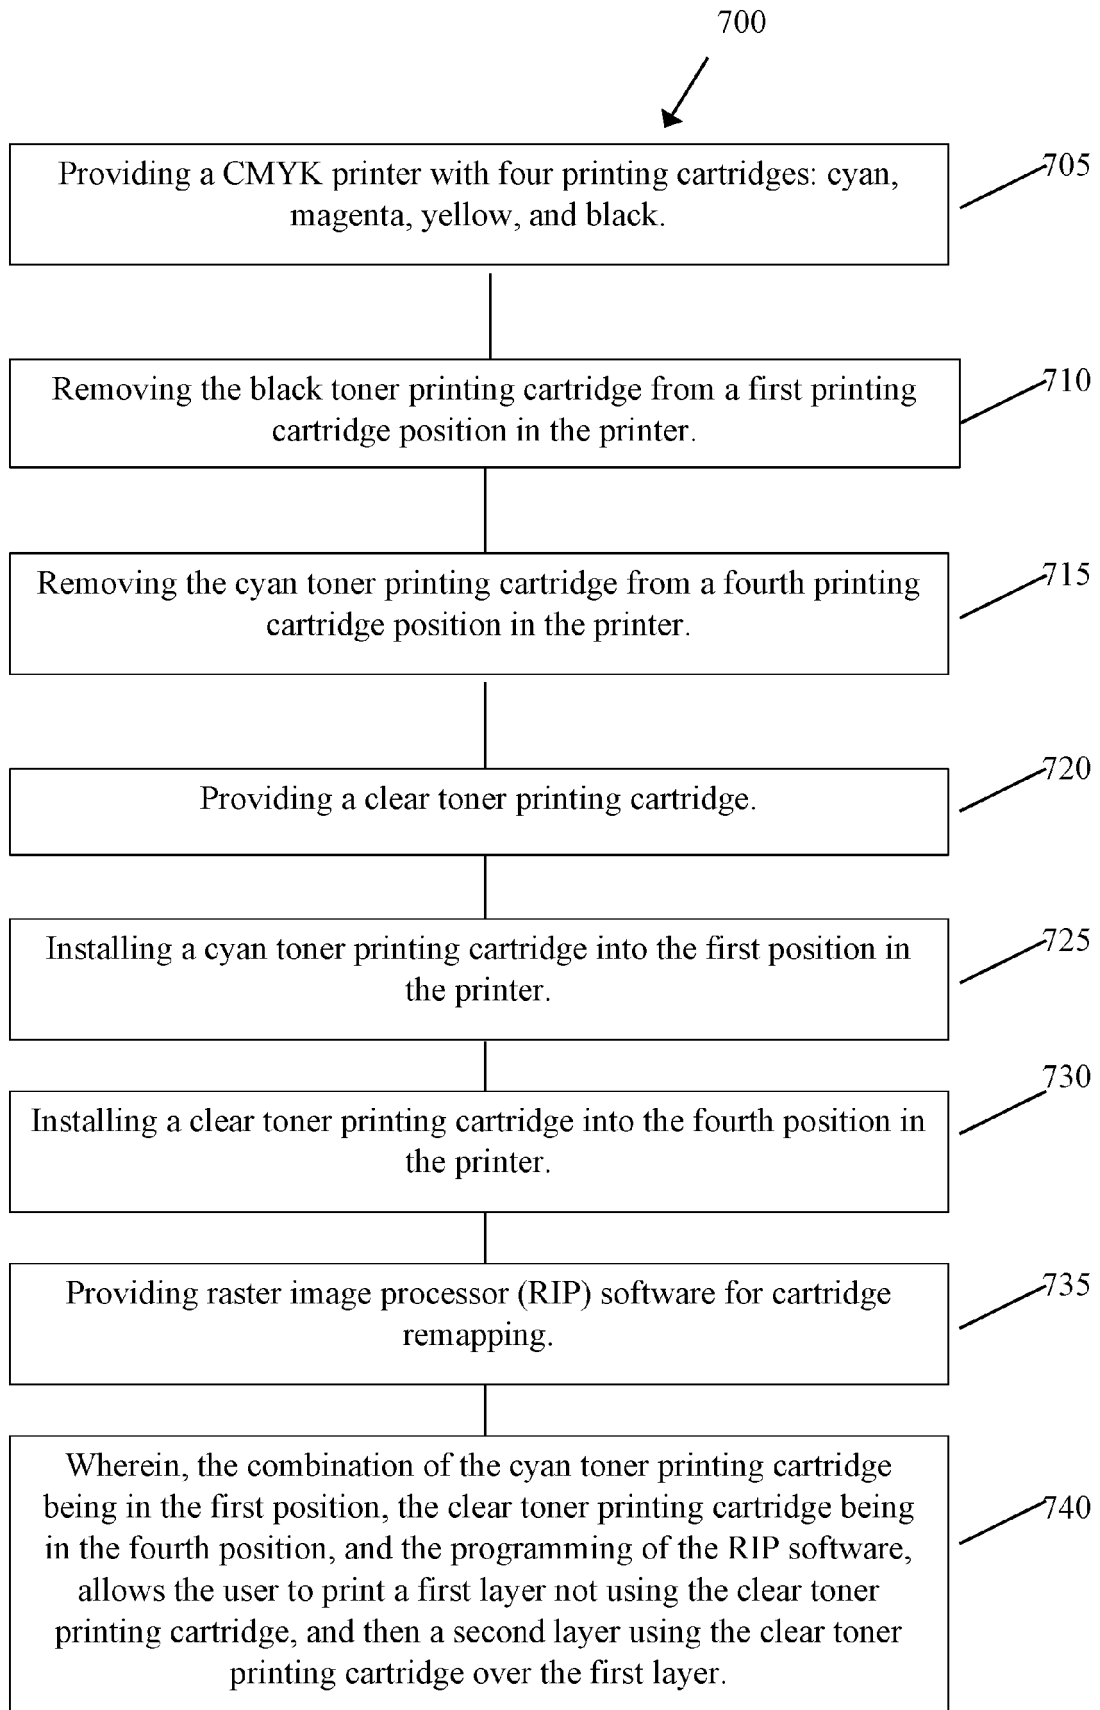 700
Providing a CMYK printer with four printing cartridges: cyan,
magenta, yellow, and black.
705
Removing the black toner printing cartridge from a first printing
cartridge position in the printer.
710
Removing the cyan toner printing cartridge from a fourth printing
cartridge position in the printer.
715
Providing a clear toner printing cartridge.
720
Installing a cyan toner printing cartridge into the first position in
the printer.
725
Installing a clear toner printing cartridge into the fourth position in
the printer.
730
Providing raster image processor (RIP) software for cartridge
remapping.
735
Wherein, the combination of the cyan toner printing cartridge
being in the first position, the clear toner printing cartridge being
in the fourth position, and the programming of the RIP software,
allows the user to print a first layer not using the clear toner
printing cartridge, and then a second layer using the clear toner
printing cartridge over the first layer.
740